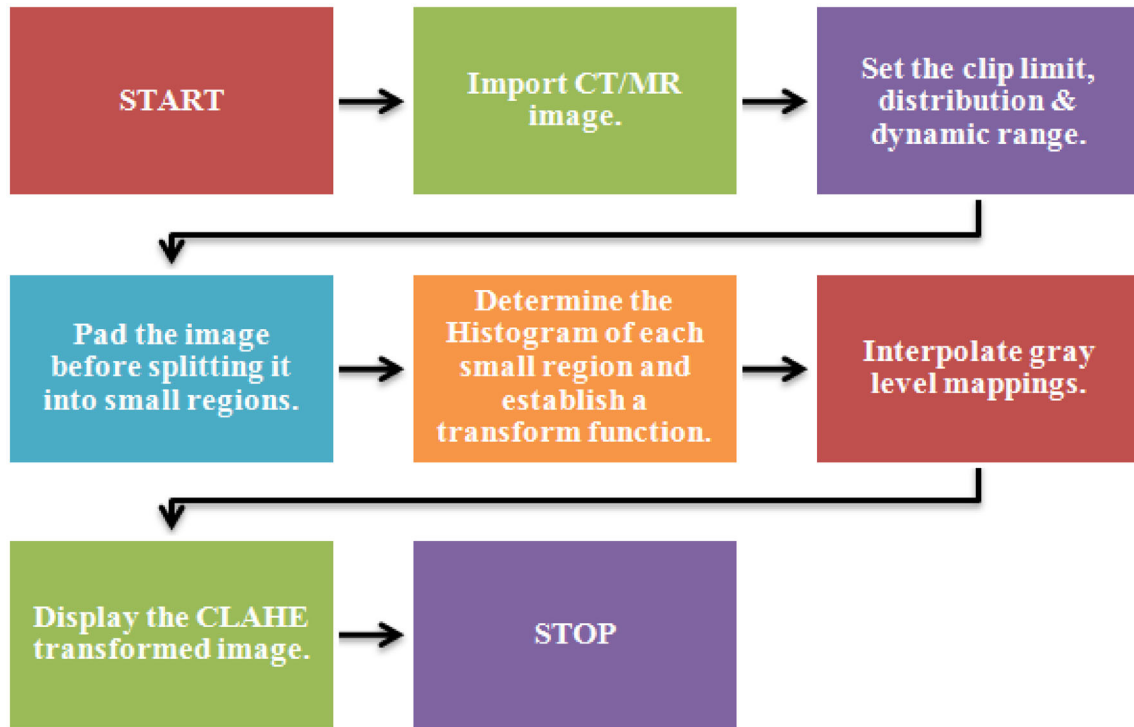 START
Import CT/MR
image.
Set the clip limit,
distribution &
dynamic range.
Pad the image
before splitting it
into small regions.
Determine the
Histogram of each
small region and
establish a
transform function.
Interpolate gray
level mappings.
Display the CLAHE
transformed image.
STOP